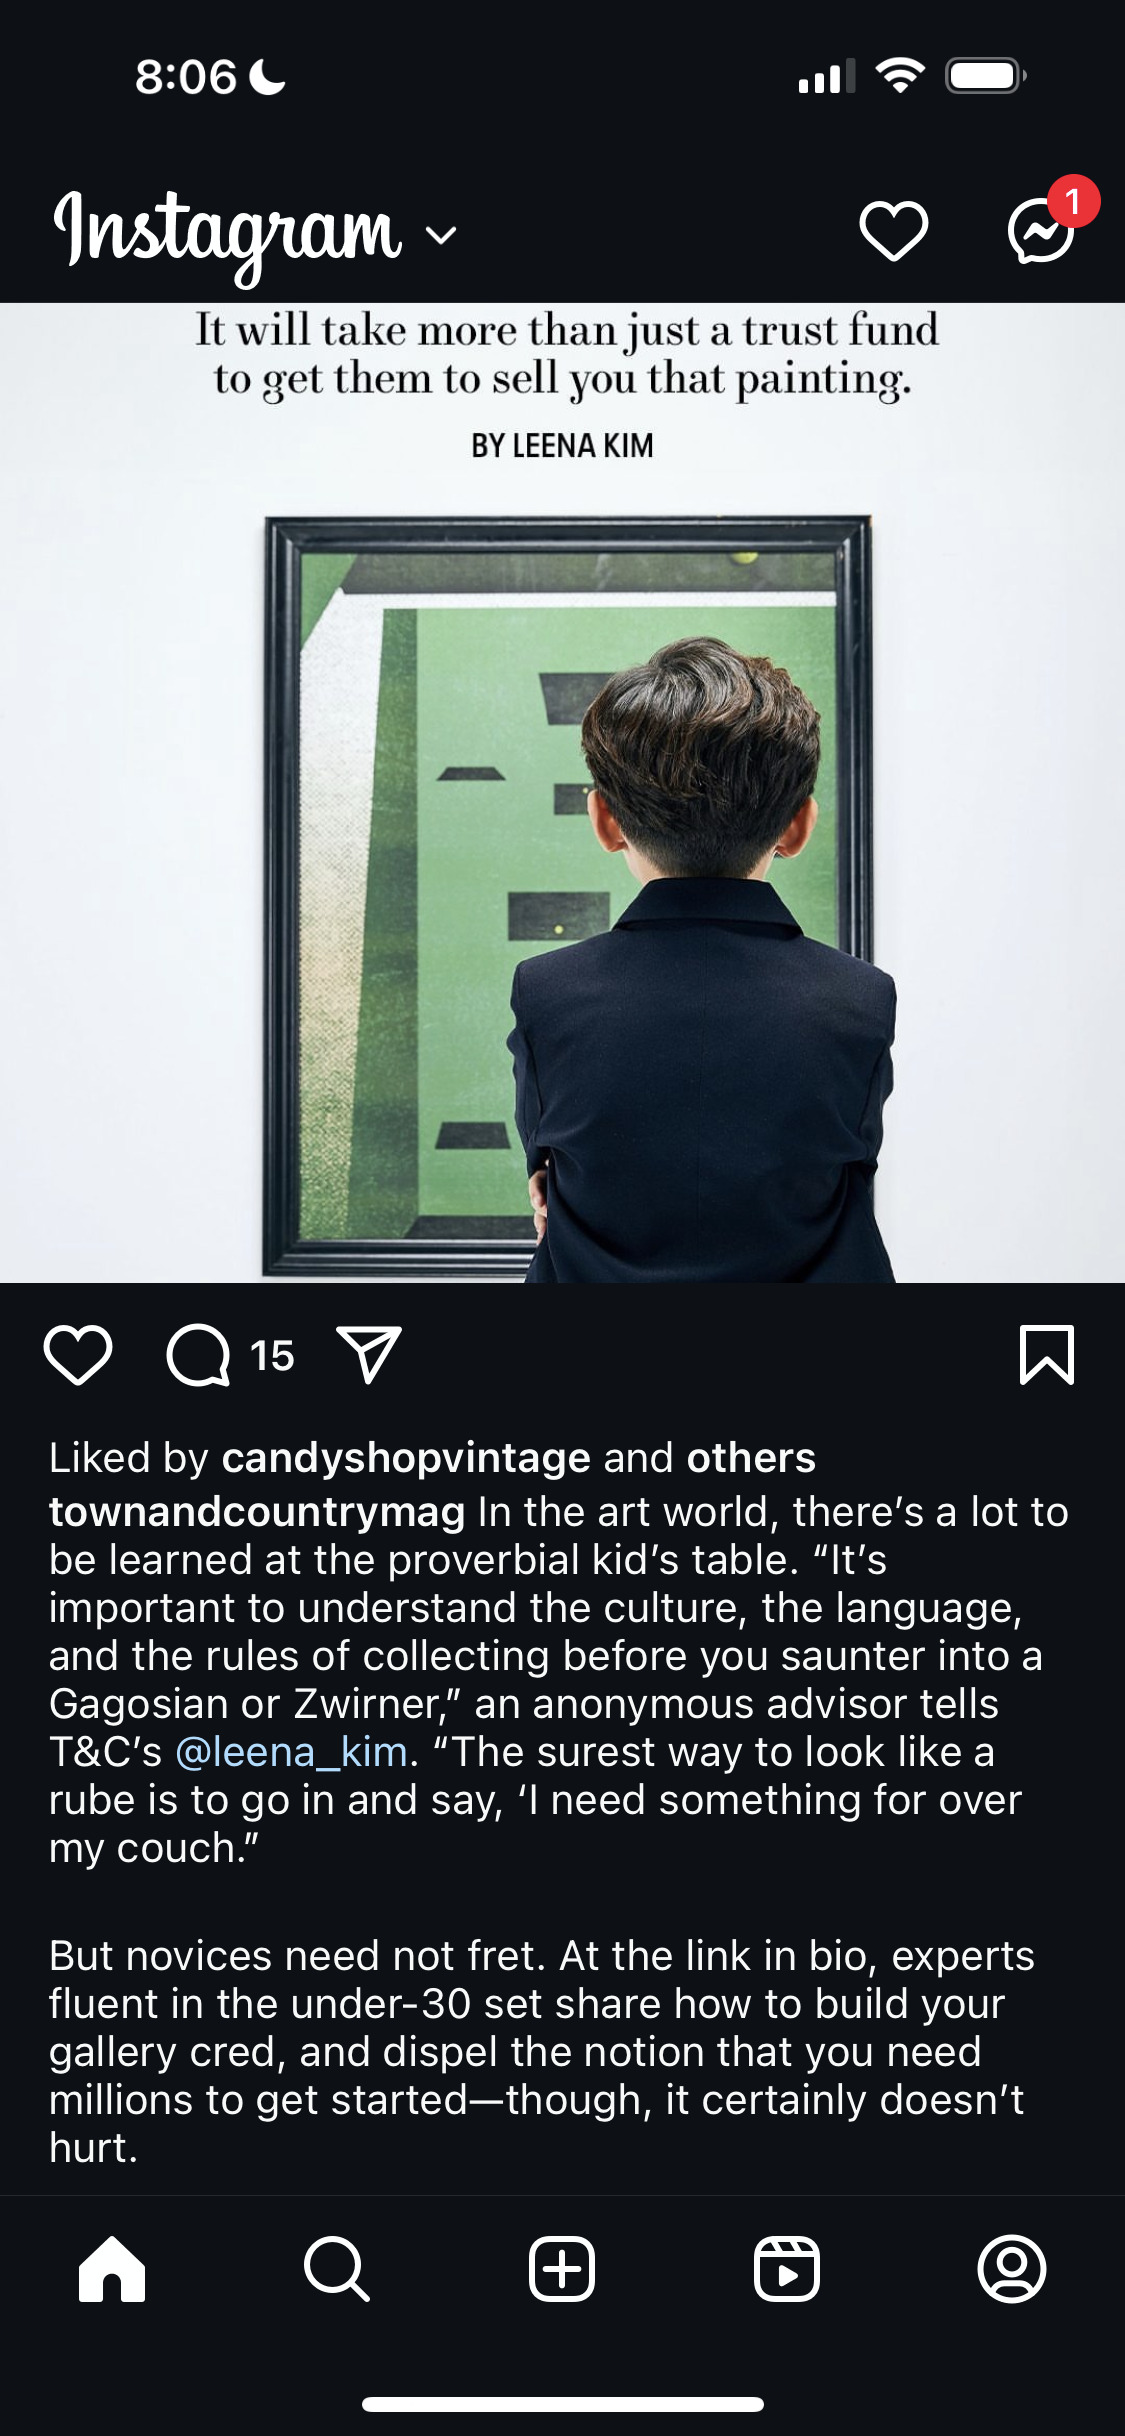 8:06
Instagram
1
It will take more than just a trust fund
to get them to sell you that painting.
BY LEENA KIM
15
Liked by candyshopvintage and others
townandcountrymag In the art world, there’s a lot to
be learned at the proverbial kid’s table. “It’s
important to understand the culture, the language,
and the rules of collecting before you saunter into a
Gagosian or Zwirner,” an anonymous advisor tells
T&C’s @leena_kim. “The surest way to look like a
rube is to go in and say, ‘I need something for over
my couch.”
But novices need not fret. At the link in bio, experts
fluent in the under-30 set share how to build your
gallery cred, and dispel the notion that you need
millions to get started—though, it certainly doesn’t
hurt.